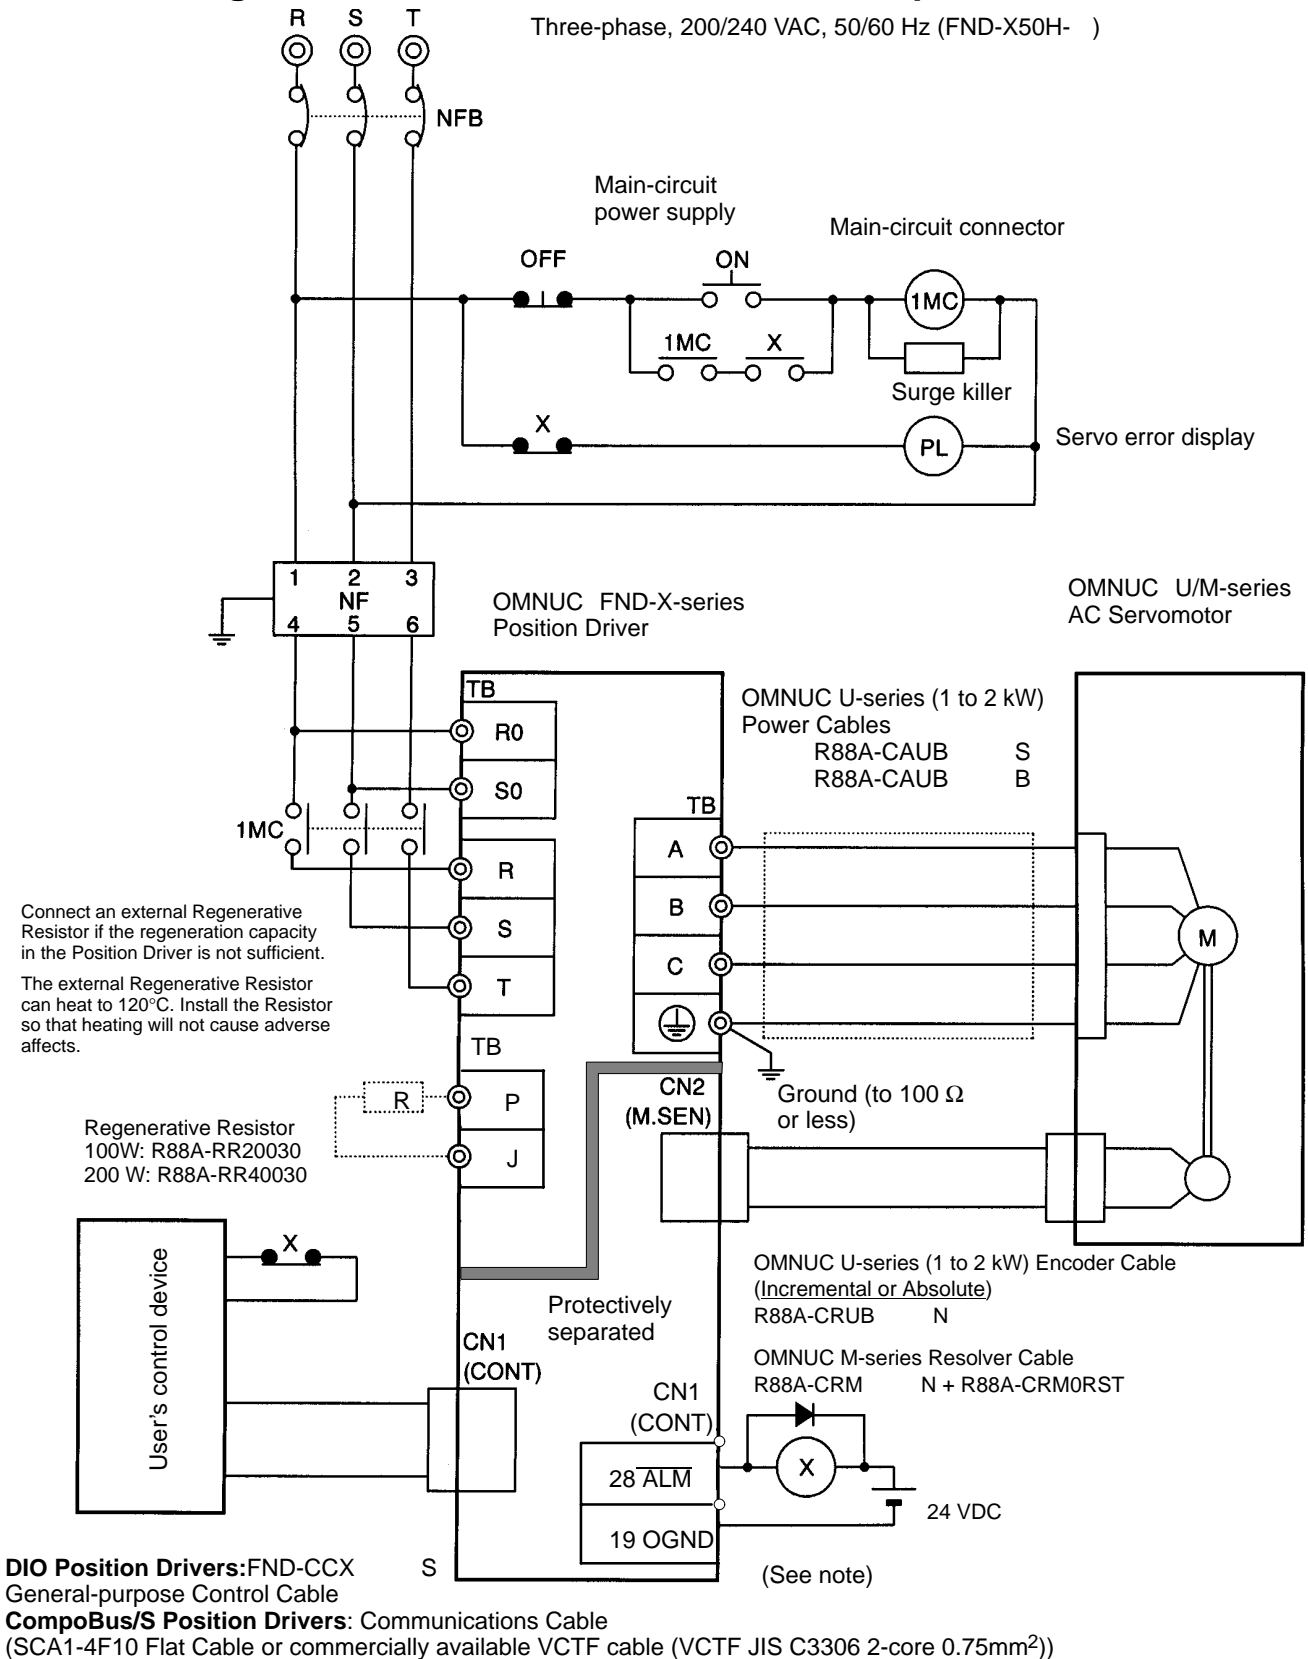 R S T
Three-phase, 200/240 VAC, 50/60 Hz (FND-X50H- )
NFB
Main-circuit
power supply
Main-circuit connector
OFF
ON
1MC
1MC X
Surge killer
X
PL
Servo error display
1 2 3
NF
4 5 6
OMNUC FND-X-series
Position Driver
OMNUC U/M-series
AC Servomotor
TB
R0
S0
OMNUC U-series (1 to 2 kW)
Power Cables
R88A-CAUB S
R88A-CAUB B
TB
1MC
R
S
T
A
B
C
M
Connect an external Regenerative
Resistor if the regeneration capacity
in the Position Driver is not sufficient.
The external Regenerative Resistor
can heat to 120°C. Install the Resistor
so that heating will not cause adverse
affects.
TB
R
P
J
CN2
(M.SEN)
Ground (to 100 Ω
or less)
Regenerative Resistor
100W: R88A-RR20030
200 W: R88A-RR40030
User's control device
X
Protectively
separated
OMNUC U-series (1 to 2 kW) Encoder Cable
(Incremental or Absolute)
R88A-CRUB N
OMNUC M-series Resolver Cable
R88A-CRM N + R88A-CRM0RST
CN1
(CONT)
CN1
(CONT)
28 ALM
X
19 OGND
24 VDC
(See note)
DIO Position Drivers:FND-CCX S
General-purpose Control Cable
CompoBus/S Position Drivers: Communications Cable
(SCA1-4F10 Flat Cable or commercially available VCTF cable (VCTF JIS C3306 2-core 0.75mm2))